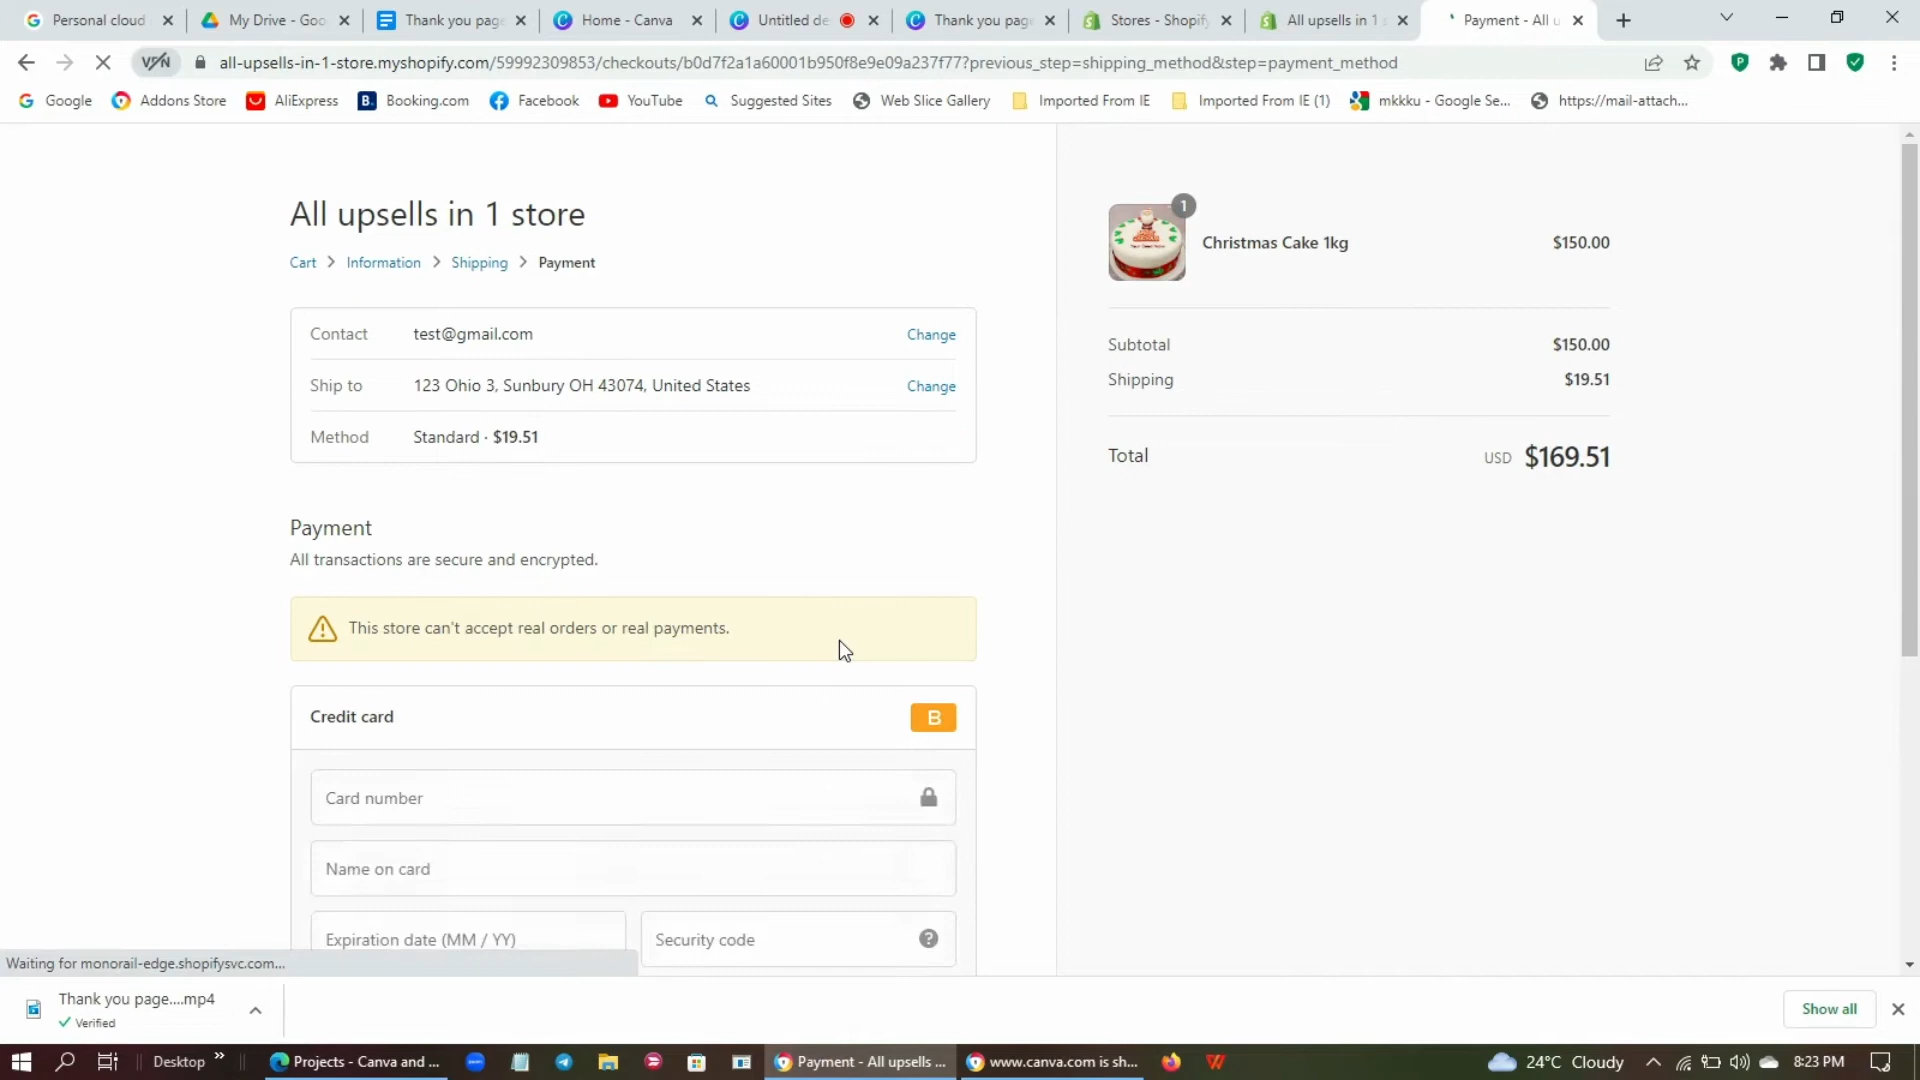 Personal cloud
My Drive - Goo
Thank you page
Home - Canva
Untitled de
Thank you page
Stores - Shopify
All upsells in 1 s
Payment - All u
VPN
all-upsells-in-1-store.myshopify.com/59992309853/checkouts/b0d7f2a1a60001b950f8e9e09a237f77?previous_step=shipping_method&step=payment_method
Google
Addons Store
AliExpress
B.
Booking.com
Facebook
YouTube
Suggested Sites
Web Slice Gallery
Imported From IE
Imported From IE (1)
mkkku - Google Se...
https://mail-attach...
All upsells in 1 store
Cart > Information > Shipping > Payment
Contact test@gmail.com Change
Ship to 123 Ohio 3, Sunbury OH 43074, United States Change
Method Standard · $19.51
Payment
All transactions are secure and encrypted.
This store can't accept real orders or real payments.
Credit card B
Card number
Name on card
Expiration date (MM / YY)
Security code ?
1
Christmas Cake 1kg $150.00
Subtotal $150.00
Shipping $19.51
Total USD $169.51
Waiting for monorail-edge.shopifysvc.com...
Thank you page....mp4
Verified
Show all
Desktop
Projects - Canva and ...
Payment - All upsells ...
www.canva.com is sh...
24°C Cloudy
8:23 PM